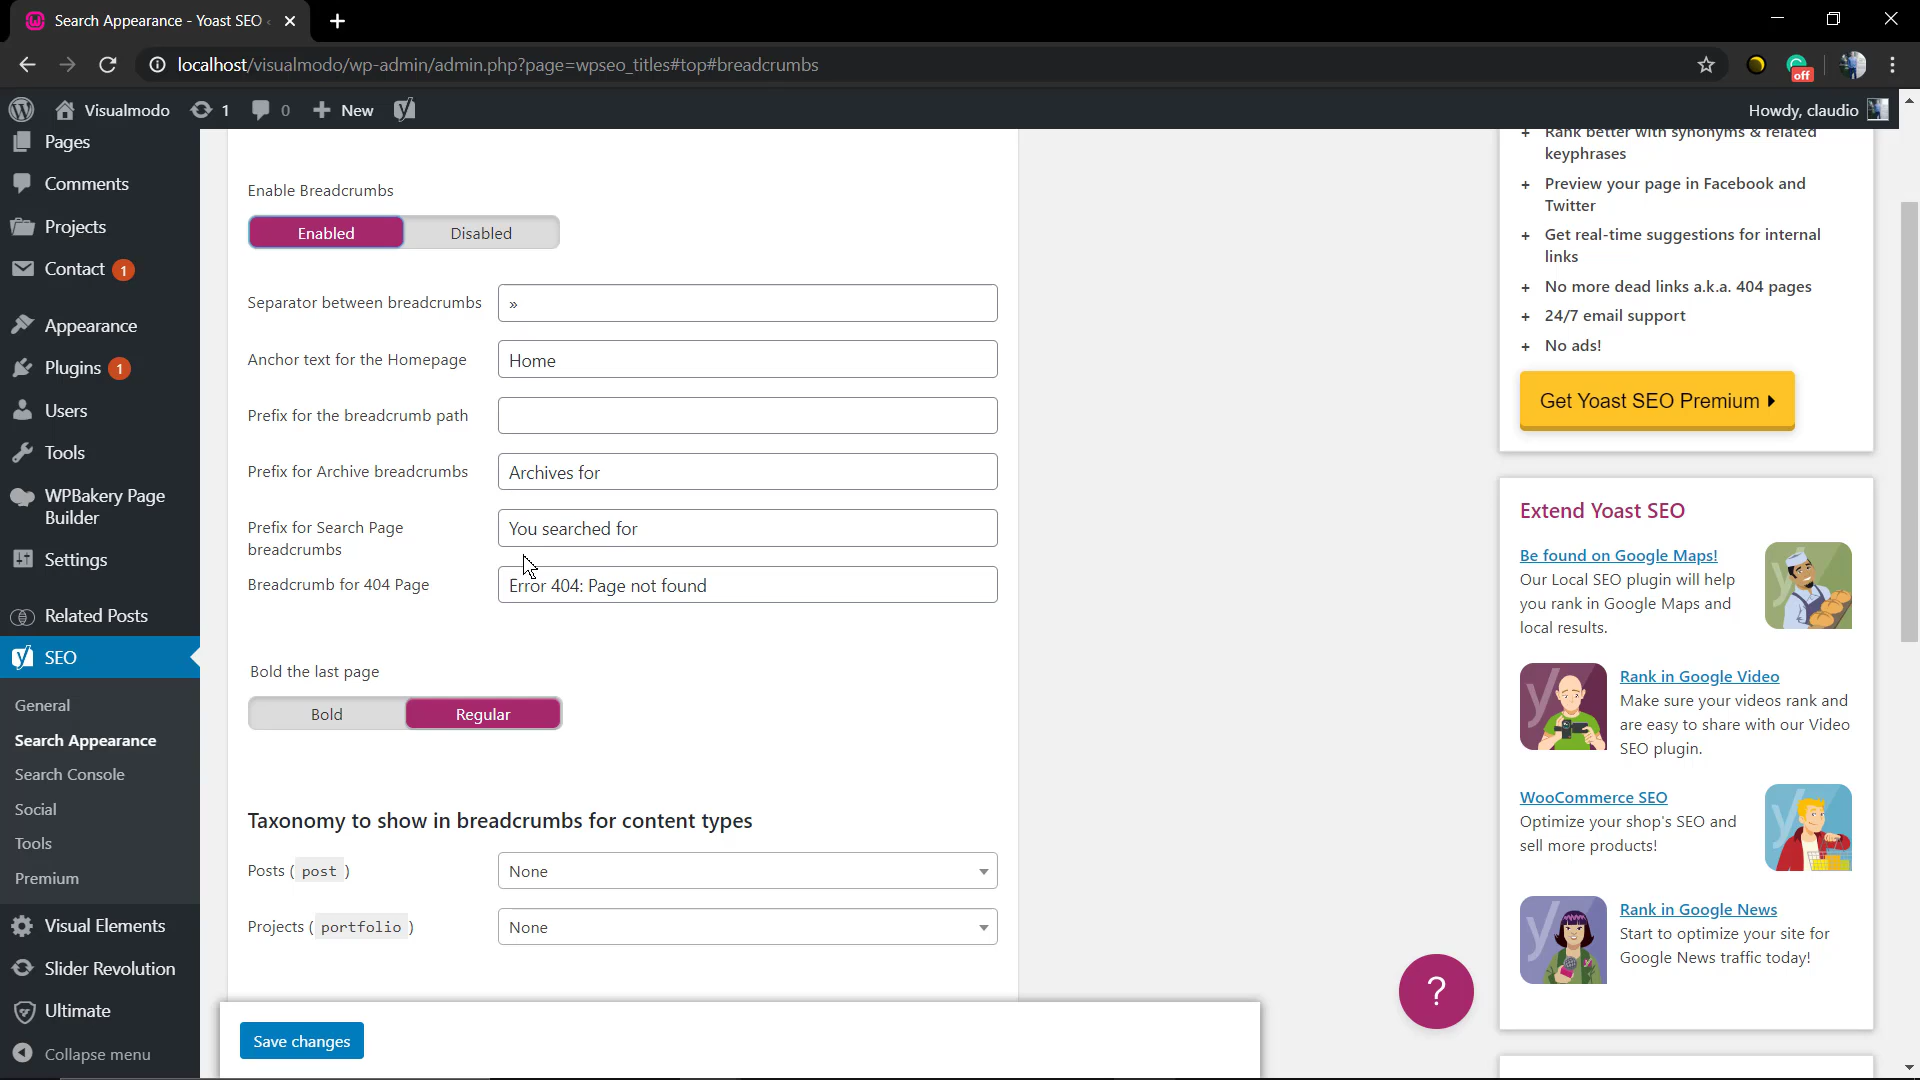 Search Appearance - Yoast SEO
localhost/visualmodo/wp-admin/admin.php?page=wpseo_titles#top#breadcrumbs
off
Visualmodo
1
0
New
Howdy, claudio
Pages
Comments
Projects
Contact 1
Appearance
Plugins 1
Users
Tools
WPBakery Page
Builder
Settings
Related Posts
SEO
General
Search Appearance
Search Console
Social
Tools
Premium
Visual Elements
Slider Revolution
Ultimate
Collapse menu
Enable Breadcrumbs
Enabled
Disabled
Separator between breadcrumbs
»
Anchor text for the Homepage
Home
Prefix for the breadcrumb path
Prefix for Archive breadcrumbs
Archives for
Prefix for Search Page
breadcrumbs
You searched for
Breadcrumb for 404 Page
Error 404: Page not found
Bold the last page
Bold
Regular
Taxonomy to show in breadcrumbs for content types
Posts ( post )
None
Projects ( portfolio )
None
Save changes
+ Rank better with synonyms & related
keyphrases
+ Preview your page in Facebook and
Twitter
+ Get real-time suggestions for internal
links
+ No more dead links a.k.a. 404 pages
+ 24/7 email support
+ No ads!
Get Yoast SEO Premium
Extend Yoast SEO
Be found on Google Maps!
Our Local SEO plugin will help
you rank in Google Maps and
local results.
Rank in Google Video
Make sure your videos rank and
are easy to share with our Video
SEO plugin.
WooCommerce SEO
Optimize your shop's SEO and
sell more products!
Rank in Google News
Start to optimize your site for
Google News traffic today!
?